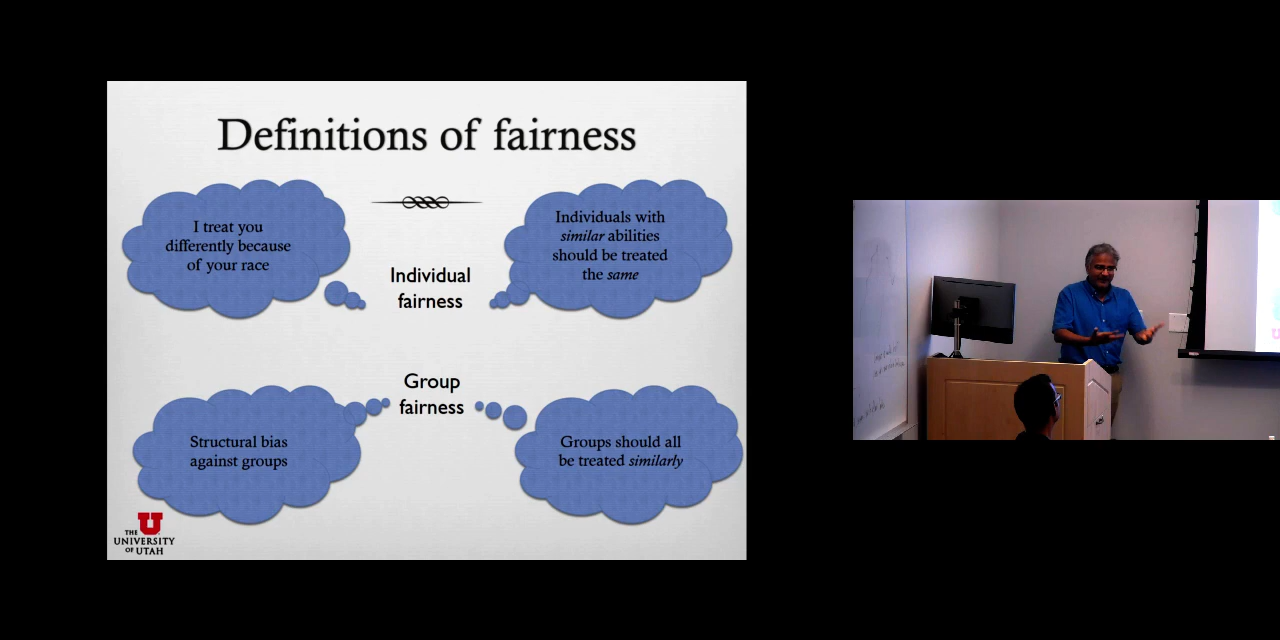 Definitions of fairness
I treat you
differently because
of your race
Individuals with
similar abilities
should be treated
the same
Individual
fairness
Group
fairness
Structural bias
against groups
Groups should all
be treated similarly
THE
UNIVERSITY
OF UTAH